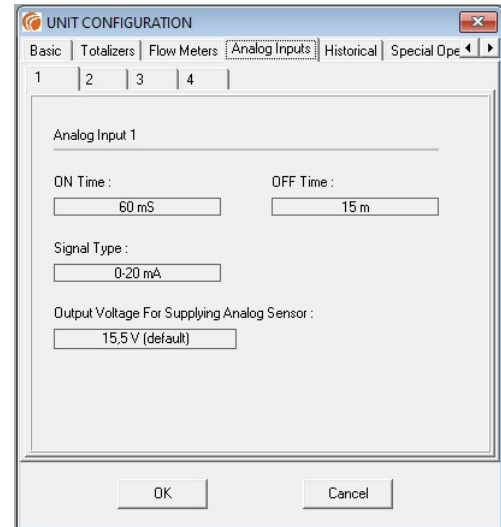 UNIT CONFIGURATION
Basic Totalizers Flow Meters Analog Inputs Historical Special Ope
1 2 3 4
Analog Input 1
ON Time : OFF Time :
60 mS 15 m
Signal Type :
0-20 mA
Output Voltage For Supplying Analog Sensor :
15,5 V (default)
OK Cancel